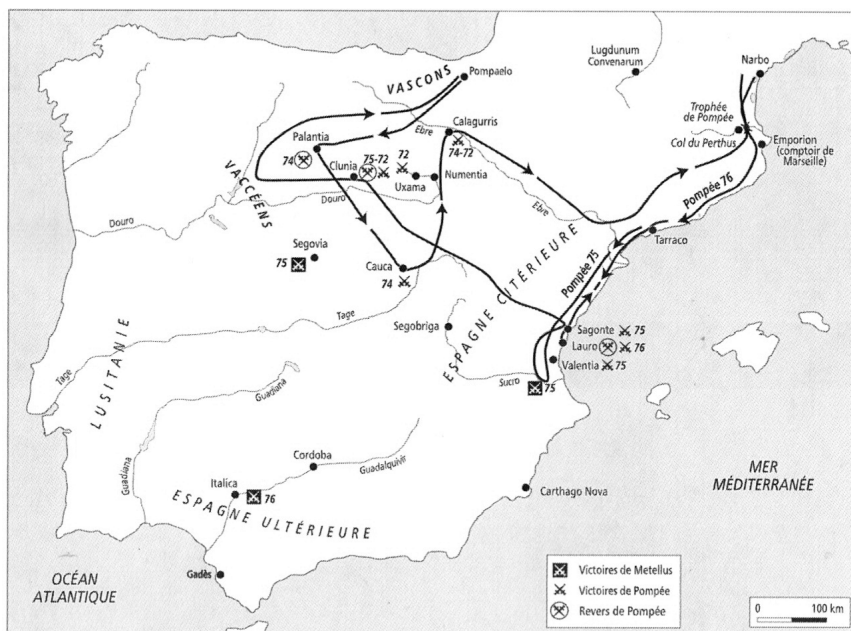 Lugdunum
Convenarum
Narbo
VASCONS
Pompaelo
Trophée
de Pompée
Col du Perthus
Emporion
(comptoir de
Marseille)
Ebre
Calagurris
74-72
Palantia
74
Clunia
75-72
72
Uxama
Numentia
VACCÉENS
Douro
Douro
Ebre
Pompée 76
Tarraco
Segovia
75
Cauca
74
Pompée 75
ESPAGNE CITÉRIEURE
Tage
Segobriga
Sagonte
75
Lauro
76
Valentia
75
Sucro
75
LUSITANIE
Tage
Guadiana
Guadiana
Cordoba
Guadalquivir
Italica
76
ESPAGNE ULTÉRIEURE
Carthago Nova
MER
MÉDITERRANÉE
Gadès
OCÉAN
ATLANTIQUE
Victoires de Metellus
Victoires de Pompée
Revers de Pompée
0 100 km